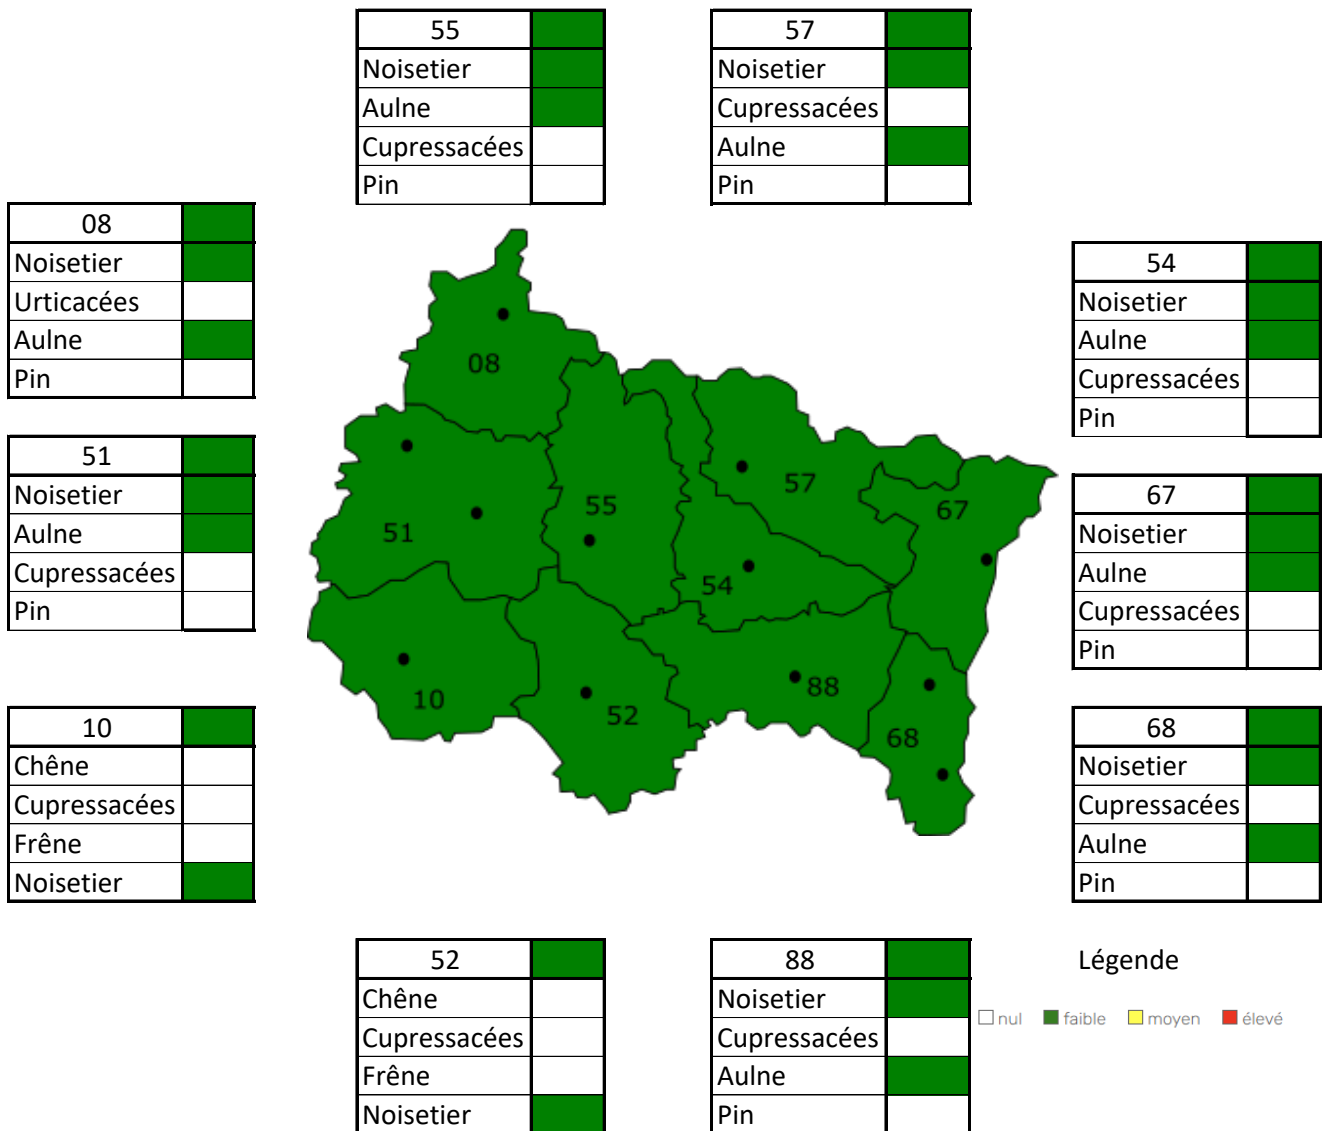 55
Noisetier
Aulne
Cupressacées
Pin
57
Noisetier
Cupressacées
Aulne
Pin
08
Noisetier
Urticacées
Aulne
Pin
54
Noisetier
Aulne
Cupressacées
Pin
51
Noisetier
Aulne
Cupressacées
Pin
67
Noisetier
Aulne
Cupressacées
Pin
10
Chêne
Cupressacées
Frêne
Noisetier
68
Noisetier
Cupressacées
Aulne
Pin
08
57
55
67
51
54
88
10
52
68
52
Chêne
Cupressacées
Frêne
Noisetier
88
Noisetier
Cupressacées
Aulne
Pin
Légende
nul faible moyen élevé